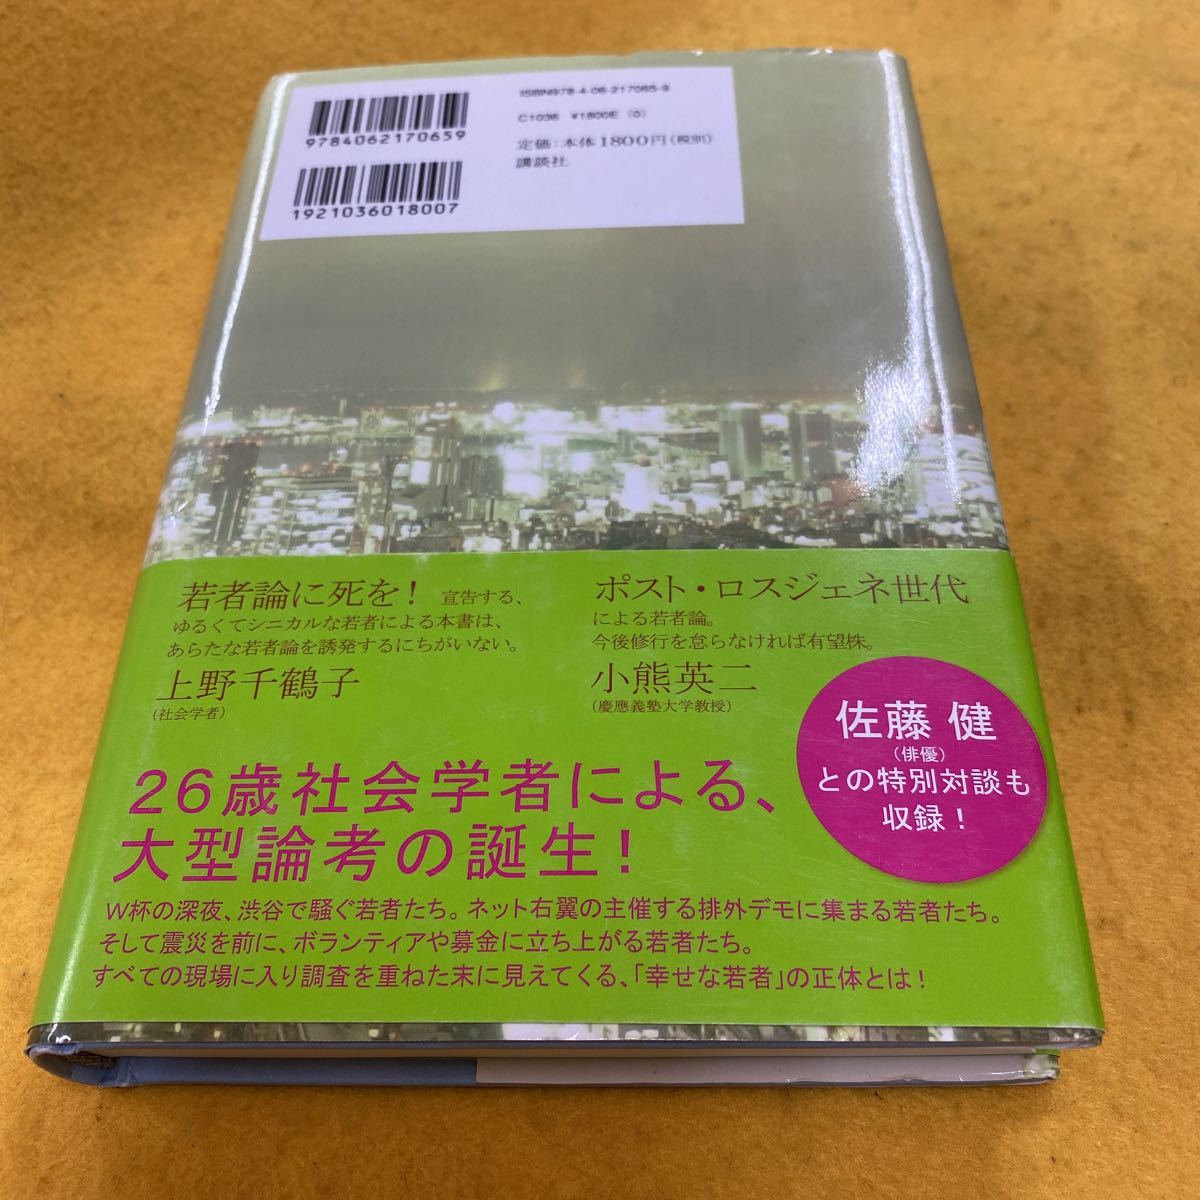 ISBN978-4-06-217065-9
C1036 ¥1800E (0)
定価:本体1800円(税別)
講談社
9784062170659
1921036018007
若者論に死を! 宣告する、
ゆるくてシニカルな若者による本書は、
あらたな若者論を誘発するにちがいない。
上野千鶴子
(社会学者)
ポスト・ロスジェネ世代
による若者論。
今後修行を怠らなければ有望株。
小熊英二
(慶應義塾大学教授)
佐藤 健
(俳優)
との特別対談も
収録!
26歳社会学者による、
大型論考の誕生!
W杯の深夜、渋谷で騒ぐ若者たち。ネット右翼の主催する排外デモに集まる若者たち。
そして震災を前に、ボランティアや募金に立ち上がる若者たち。
すべての現場に入り調査を重ねた末に見えてくる、「幸せな若者」の正体とは!